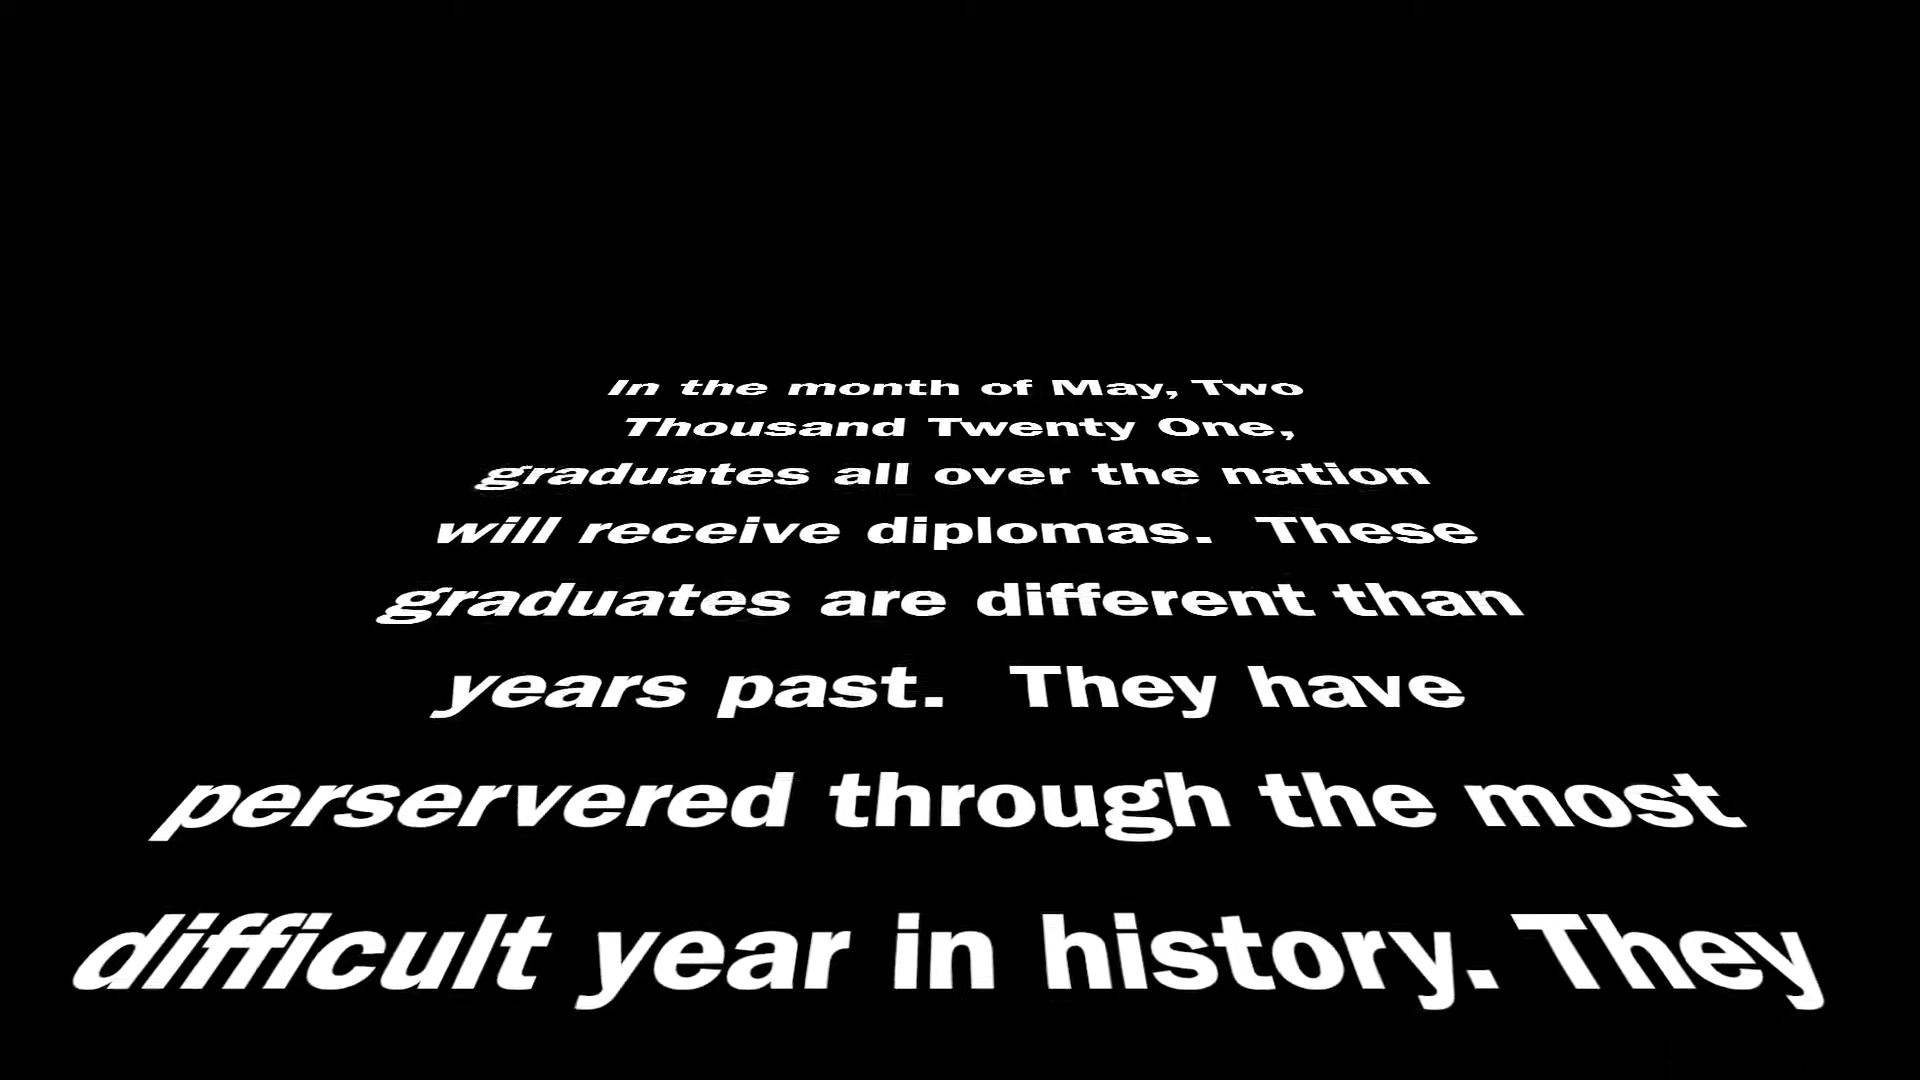 In the month of May, Two
Thousand Twenty One,
graduates all over the nation
will receive diplomas.  These
graduates are different than
years past.  They have
perservered through the most
difficult year in history. They